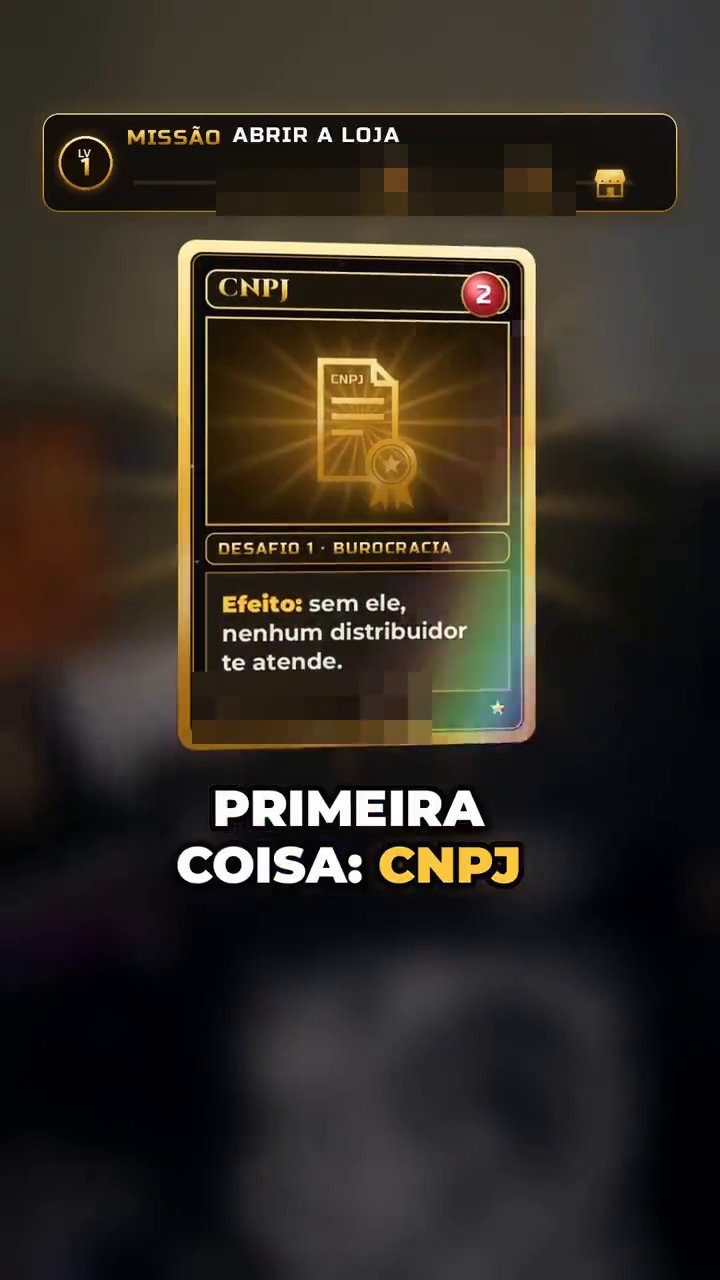 MISSÃO ABRIR A LOJA
LV
1
CNPJ
2
CNPJ
DESAFIO 1 · BUROCRACIA
Efeito: sem ele,
nenhum distribuidor
te atende.
PRIMEIRA
COISA: CNPJ